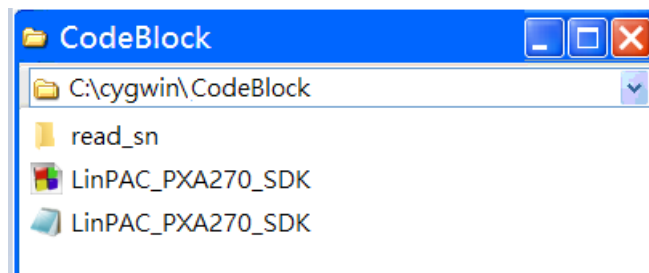 CodeBlock
C:\cygwin\CodeBlock
read_sn
LinPAC_PXA270_SDK
LinPAC_PXA270_SDK